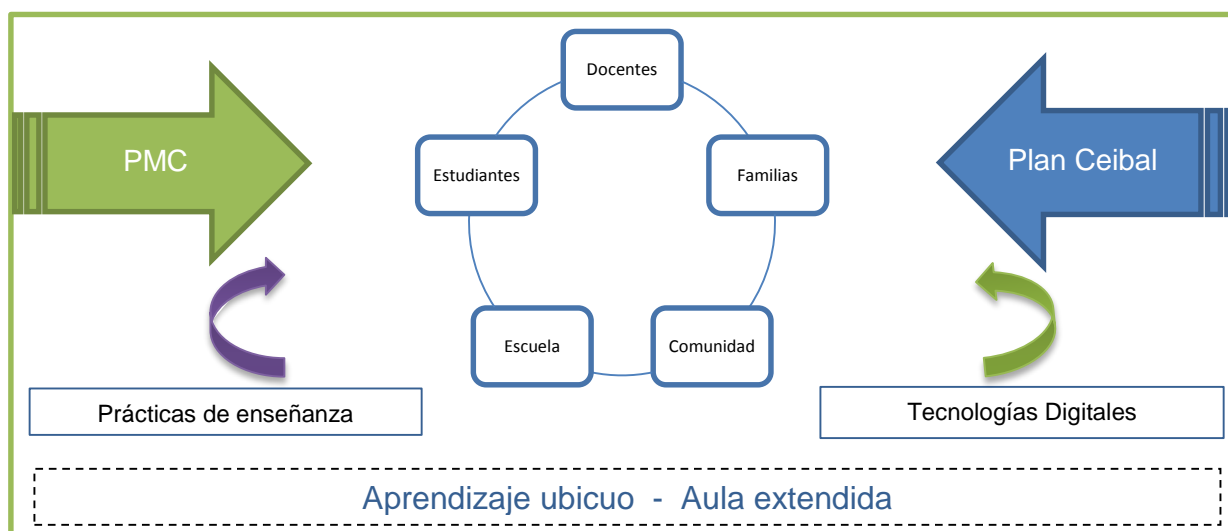 Docentes
PMC
Estudiantes
Familias
Plan Ceibal
Escuela
Comunidad
Prácticas de enseñanza
Tecnologías Digitales
Aprendizaje ubicuo - Aula extendida